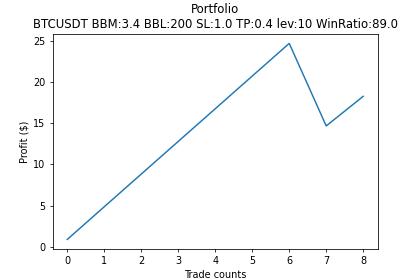 Portfolio
BTCUSDT BBM:3.4 BBL:200 SL:1.0 TP:0.4 lev:10 WinRatio:89.0
25
20
15
10
5
0
Profit ($)
0 1 2 3 4 5 6 7 8
Trade counts